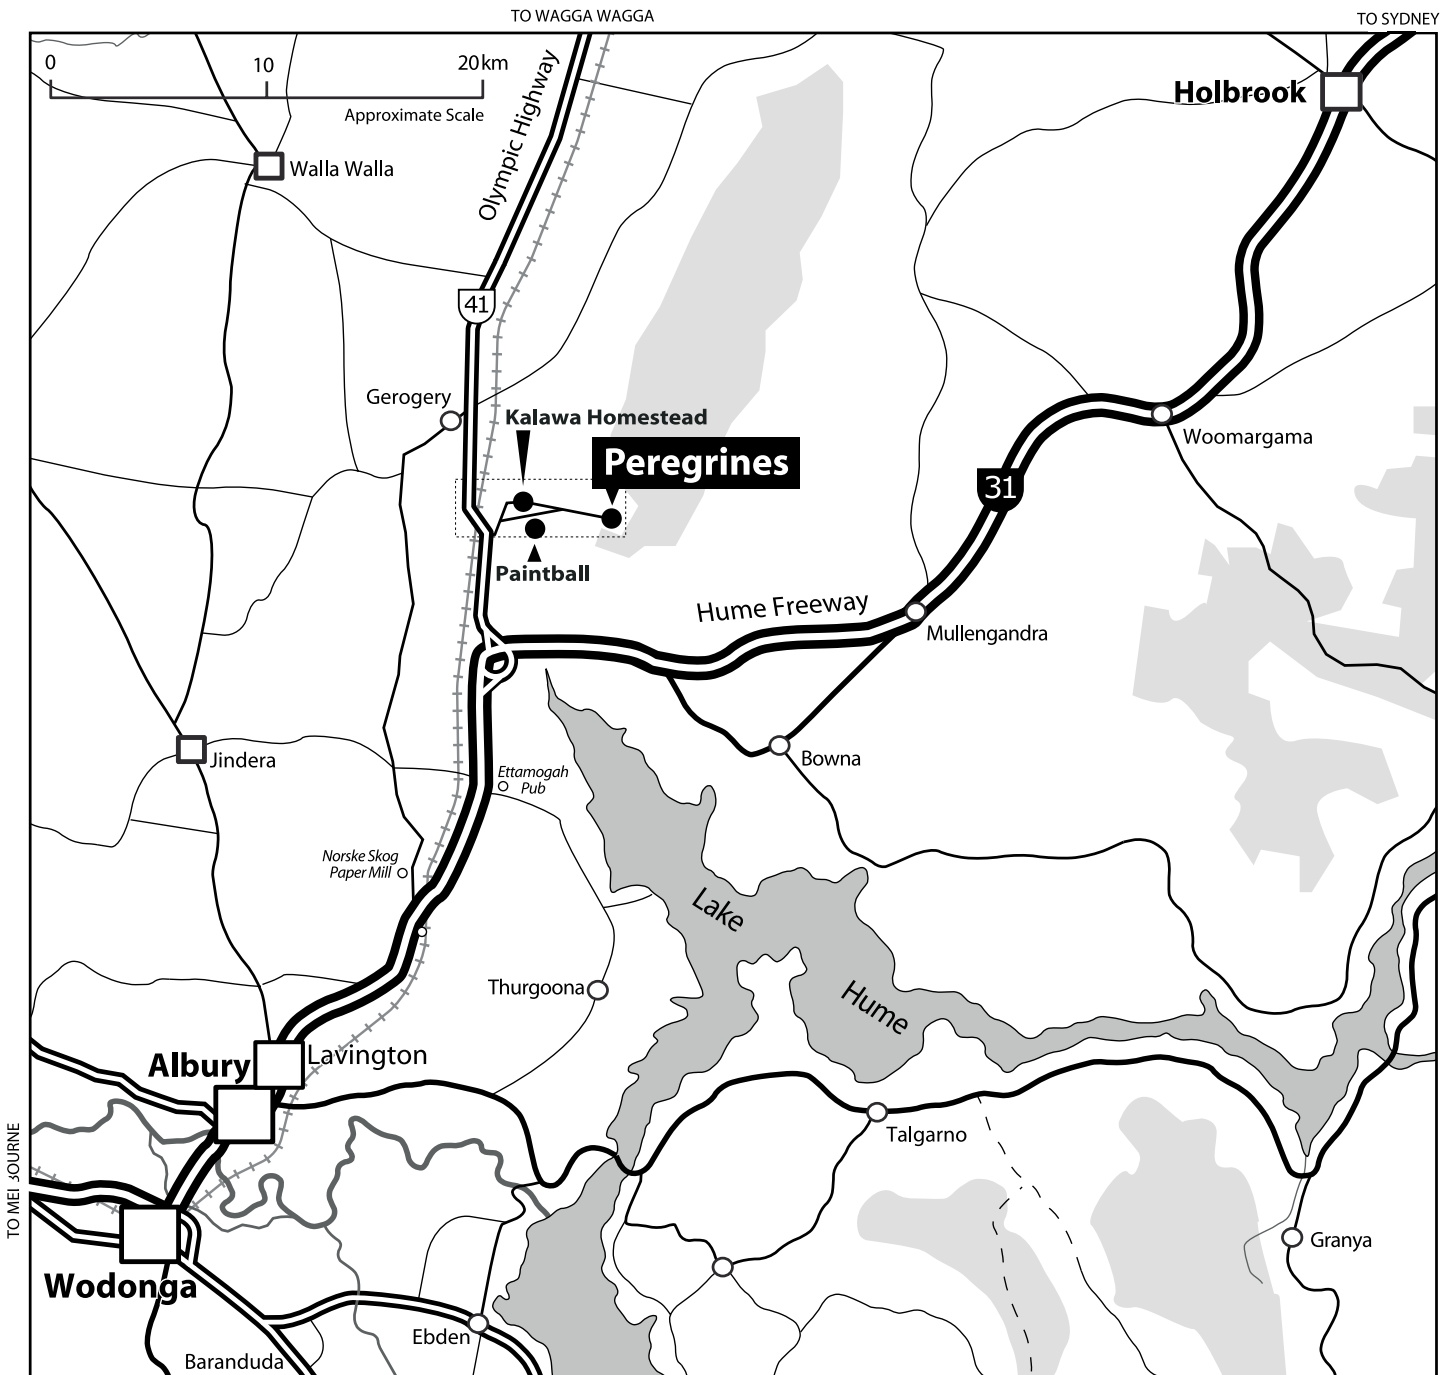 TO WAGGA WAGGA
TO SYDNEY
0 10 20km
Approximate Scale
Olympic Highway
Holbrook
Walla Walla
41
Gerogery
Kalawa Homestead
Peregrines
Woomargama
31
Paintball
Hume Freeway
Mullengandra
Jindera
Bowna
Ettamogah
Pub
Norske Skog
Paper Mill
Lake
Hume
Thurgoona
Albury
Lavington
Talgarno
TO
Granya
Wodonga
Ebden
Baranduda